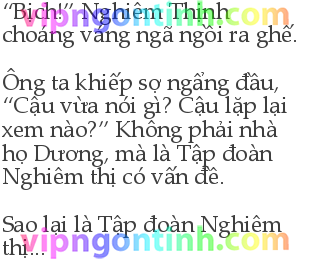 “Bịch!” Nghiêm Thịnh
choáng váng ngã ngồi ra ghế.
Ông ta khiếp sợ ngẩng đầu,
“Cậu vừa nói gì? Cậu lặp lại
xem nào?” Không phải nhà
họ Dương, mà là Tập đoàn
Nghiêm thị có vấn đề.
Sao lại là Tập đoàn Nghiêm
thị...
vipngontinh.com
vipngontinh.com